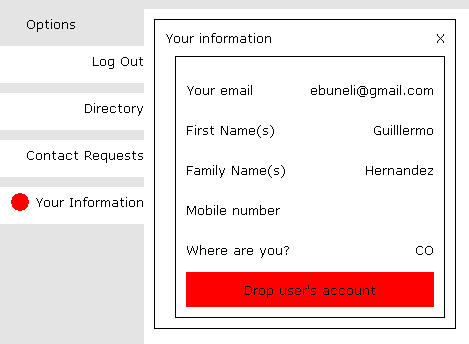 Options
Log Out
Directory
Contact Requests
Your Information
Your information X
Your email ebuneli@gmail.com
First Name(s) Guilllermo
Family Name(s) Hernandez
Mobile number
Where are you? CO
Drop user's account